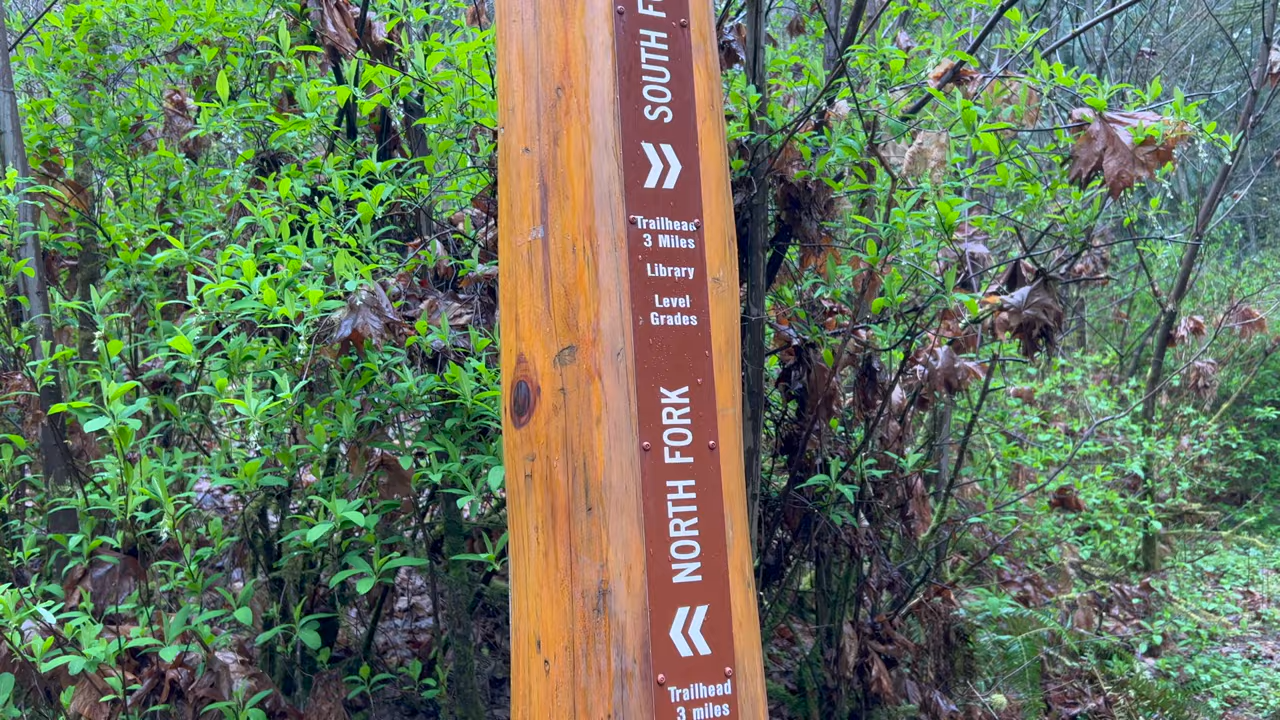 SOUTH F
»
Trailhead
3 Miles
Library
Level
Grades
NORTH FORK
«
Trailhead
3 miles